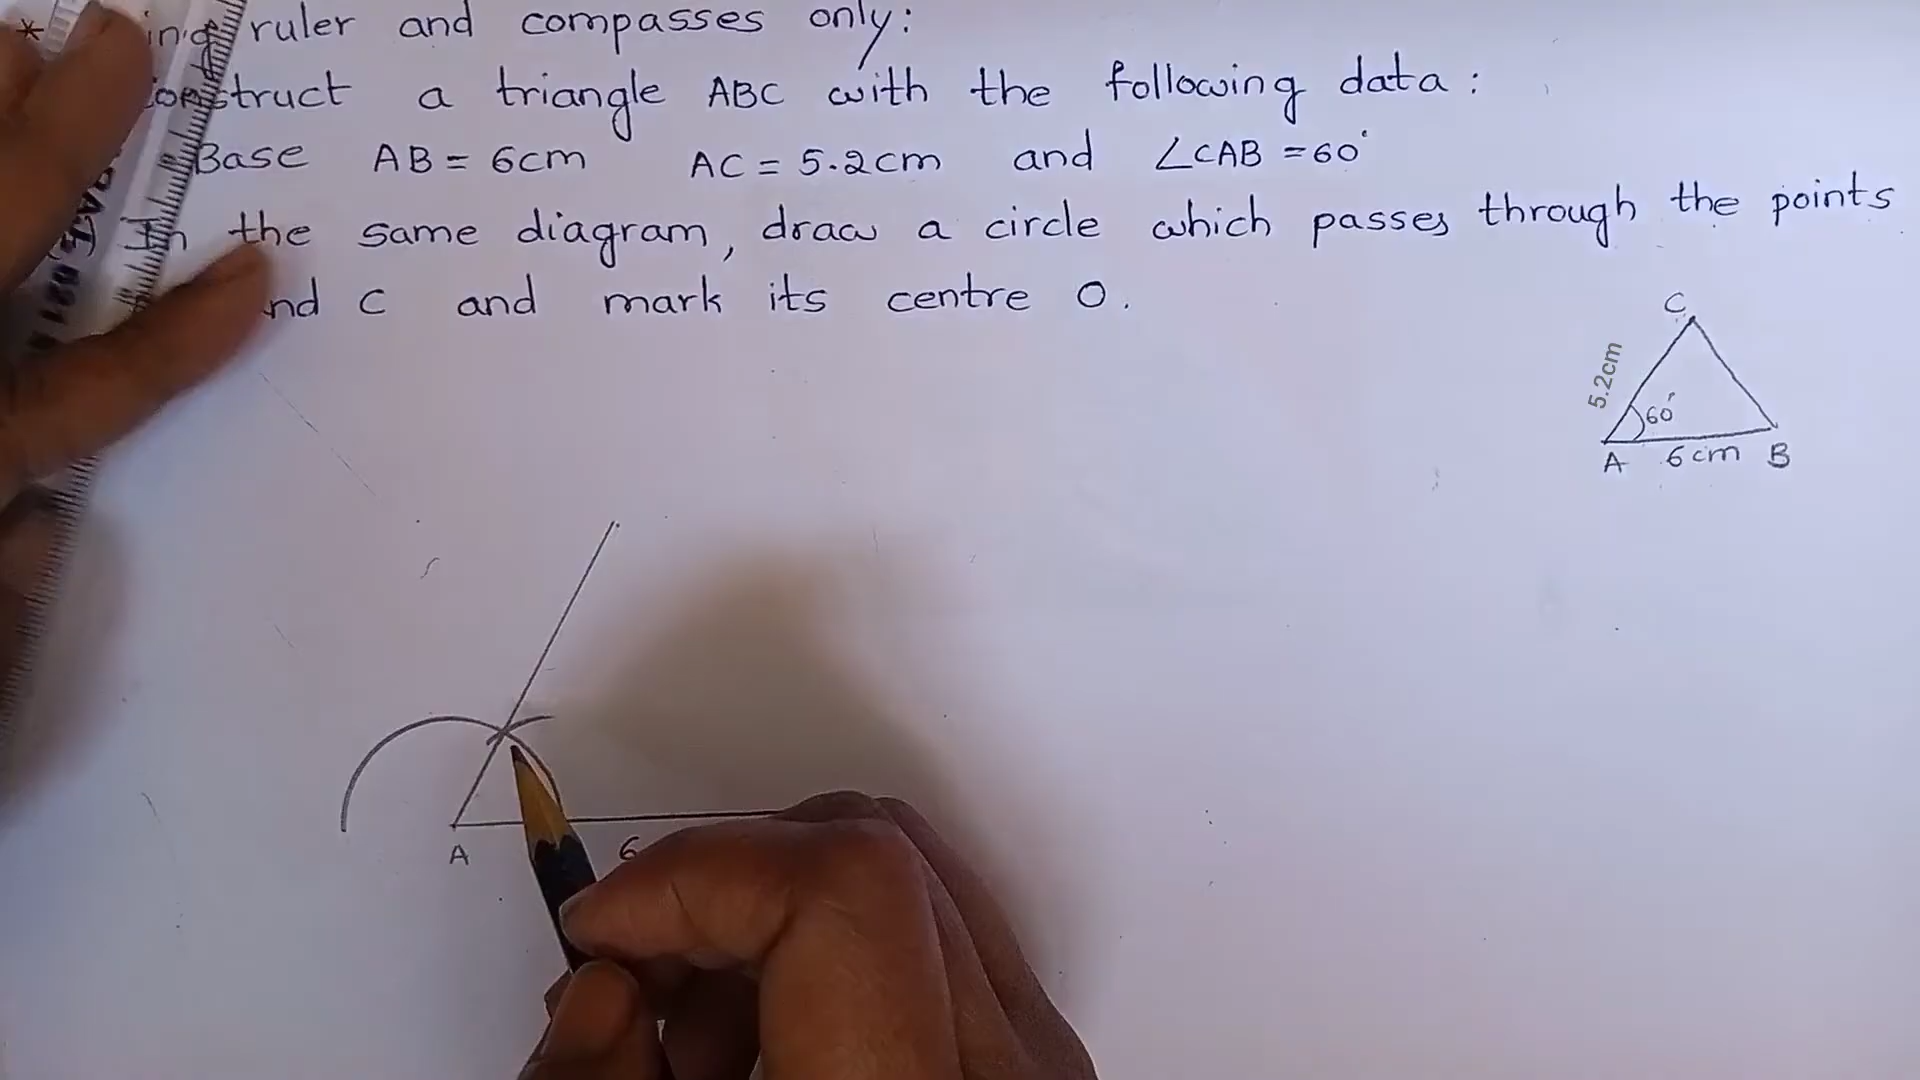 * ruler and compasses only:
construct a triangle ABC with the following data:
Base AB = 6cm AC = 5.2cm and ∠CAB = 60°
In the same diagram, draw a circle which passes through the points
C and mark its centre O.
C
5.2cm
60°
A 6cm B
A 6